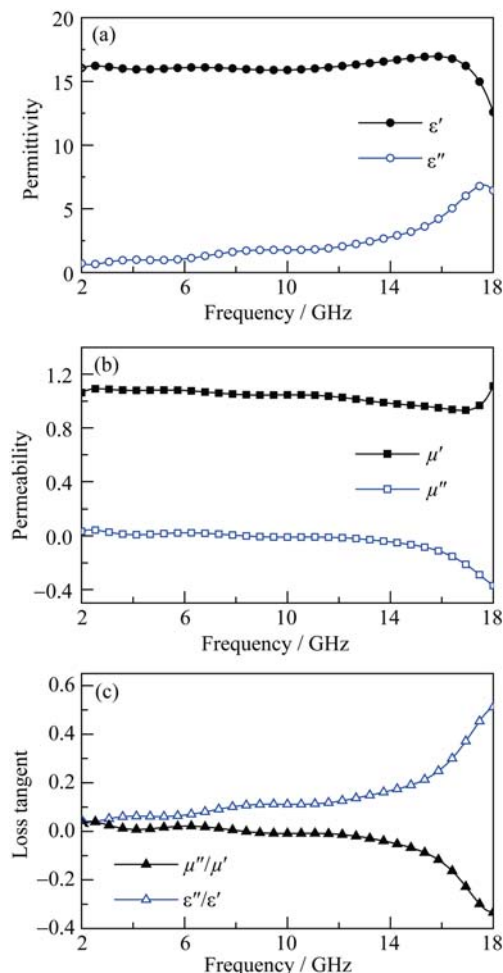 (a)
20
15
10
5
0
Permittivity
ε′
ε″
2 6 10 14 18
Frequency / GHz
(b)
1.2
0.8
0.4
0.0
−0.4
Permeability
μ′
μ″
2 6 10 14 18
Frequency / GHz
(c)
0.6
0.4
0.2
0.0
−0.2
−0.4
Loss tangent
μ″/μ′
ε″/ε′
2 6 10 14 18
Frequency / GHz